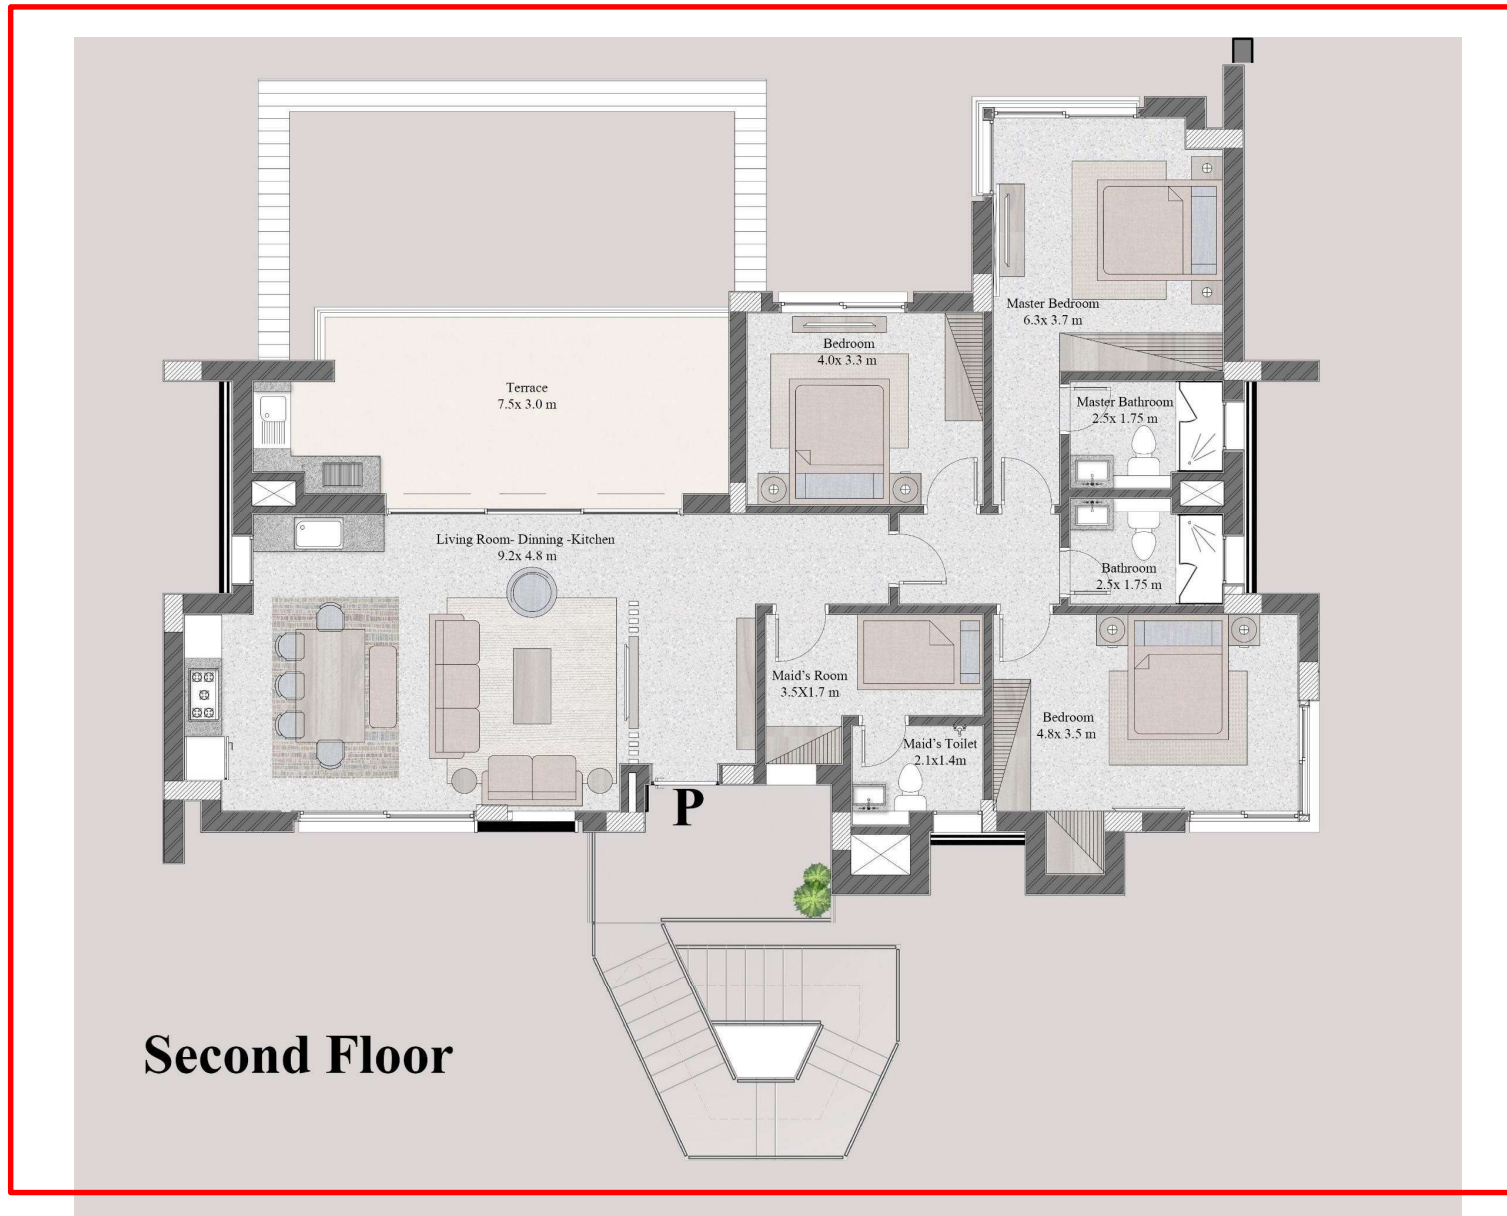 Master Bedroom
6.3x 3.7 m
Bedroom
4.0x 3.3 m
Terrace
7.5x 3.0 m
Master Bathroom
2.5x 1.75 m
Living Room- Dinning -Kitchen
9.2x 4.8 m
Bathroom
2.5x 1.75 m
Maid's Room
3.5X1.7 m
Bedroom
4.8x 3.5 m
Maid's Toilet
2.1x1.4m
P
Second Floor